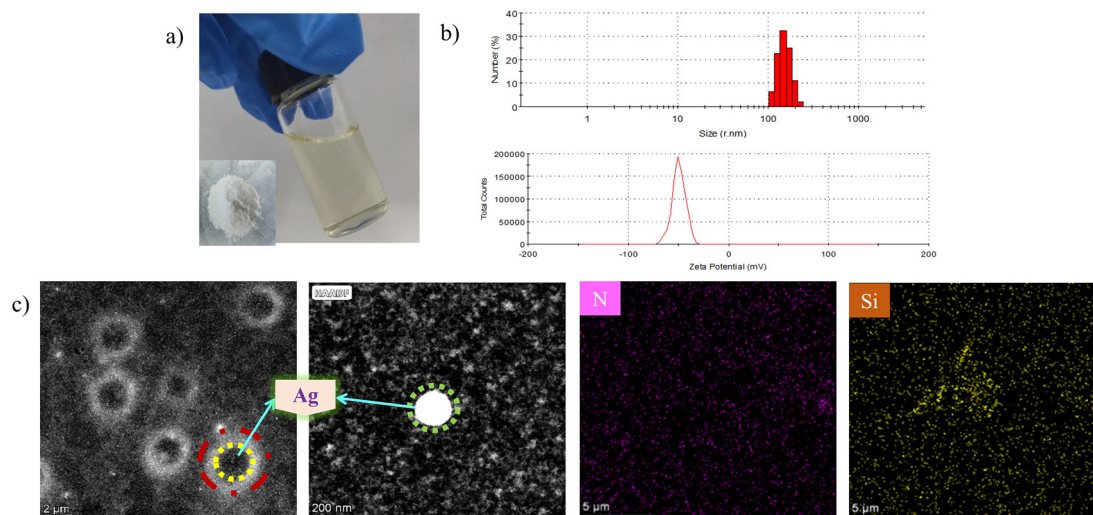 a)
b)
Number (%)
40
30
20
10
0
1 10 100 1000
Size (r.nm)
Total Counts
200000
150000
100000
50000
0
-200 -100 0 100 200
Zeta Potential (mV)
c)
HAADF
N
Si
Ag
2 µm
200 nm
5 µm
5 µm